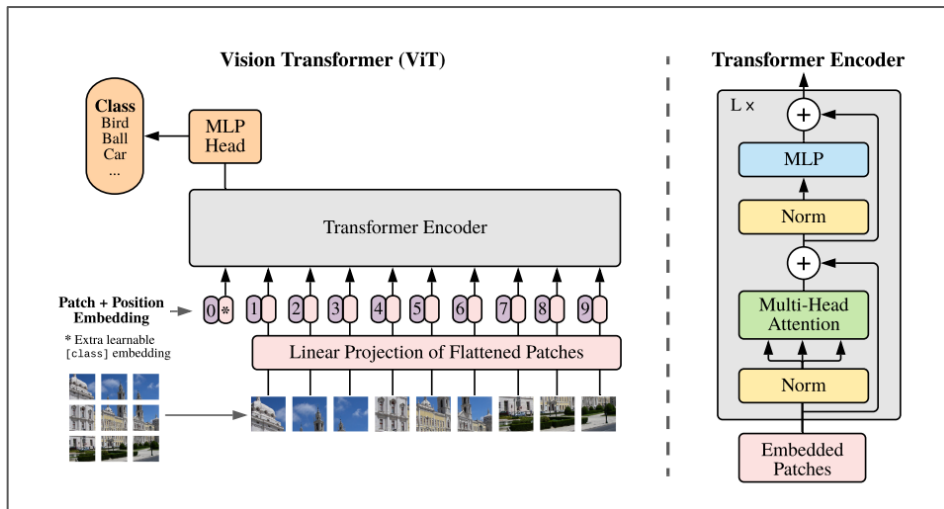 Vision Transformer (ViT)
Class
Bird
Ball
Car
...
MLP
Head
Transformer Encoder
Patch + Position
Embedding
0 *
1
2
3
4
5
6
7
8
9
* Extra learnable
[class] embedding
Linear Projection of Flattened Patches
Transformer Encoder
L ×
+
MLP
Norm
+
Multi-Head
Attention
Norm
Embedded
Patches